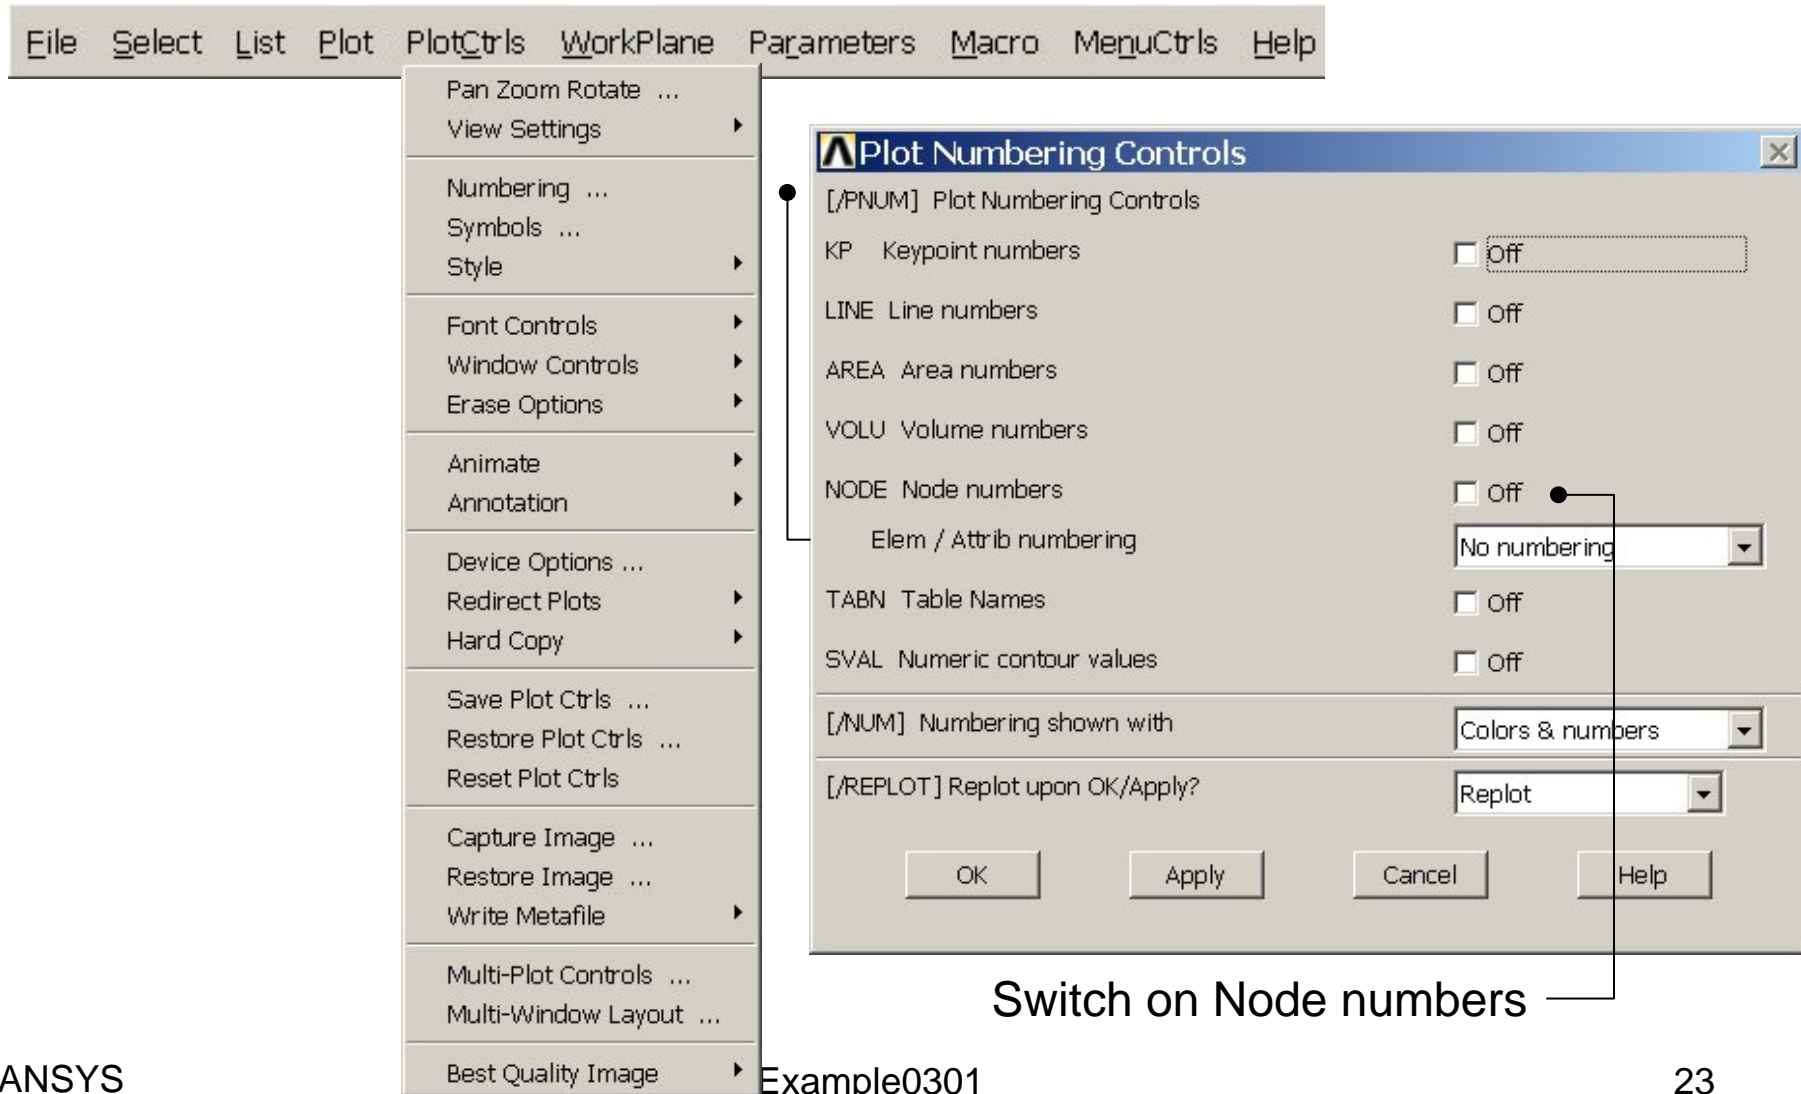 File Select List Plot PlotCtrls WorkPlane Parameters Macro MenuCtrls Help
Pan Zoom Rotate ...
View Settings
Numbering ...
Symbols ...
Style
Font Controls
Window Controls
Erase Options
Animate
Annotation
Device Options ...
Redirect Plots
Hard Copy
Save Plot Ctrls ...
Restore Plot Ctrls ...
Reset Plot Ctrls
Capture Image ...
Restore Image ...
Write Metafile
Multi-Plot Controls ...
Multi-Window Layout ...
Best Quality Image
Plot Numbering Controls
[/PNUM] Plot Numbering Controls
KP Keypoint numbers Off
LINE Line numbers Off
AREA Area numbers Off
VOLU Volume numbers Off
NODE Node numbers Off
Elem / Attrib numbering No numbering
TABN Table Names Off
SVAL Numeric contour values Off
[/NUM] Numbering shown with Colors & numbers
[/REPLOT] Replot upon OK/Apply? Replot
OK Apply Cancel Help
Switch on Node numbers
ANSYS Example0301 23